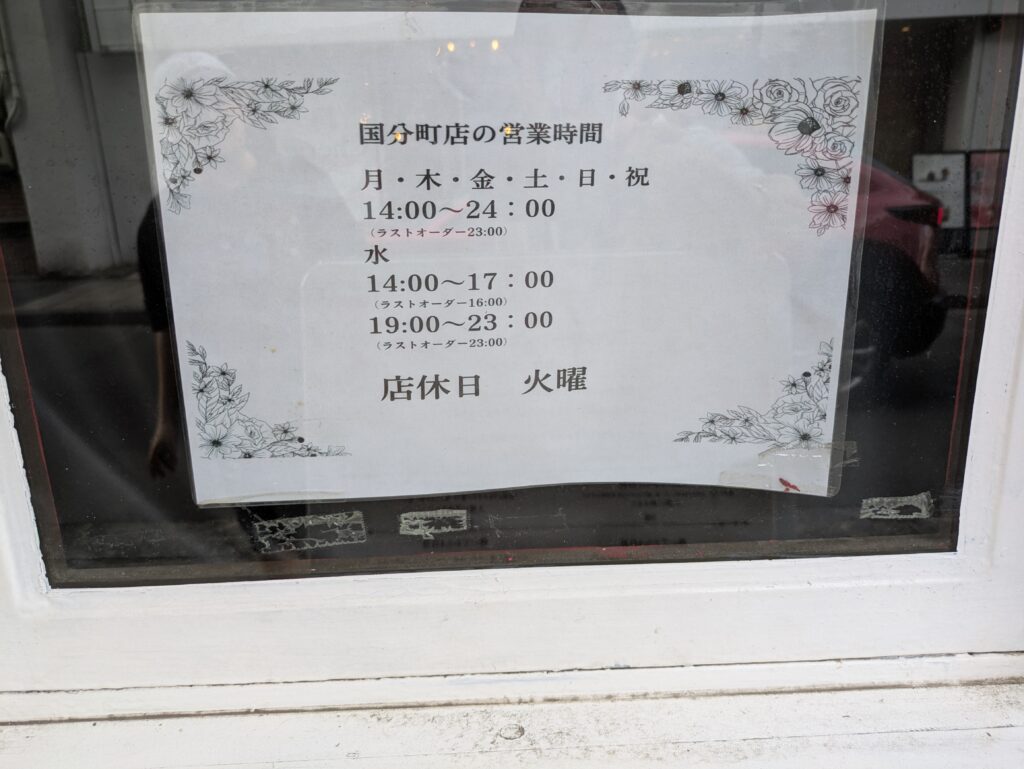 国分町店の営業時間
月・木・金・土・日・祝
14:00～24：00
（ラストオーダー23:00）
水
14:00～17：00
（ラストオーダー16:00）
19:00～23：00
（ラストオーダー23:00）
店休日　火曜